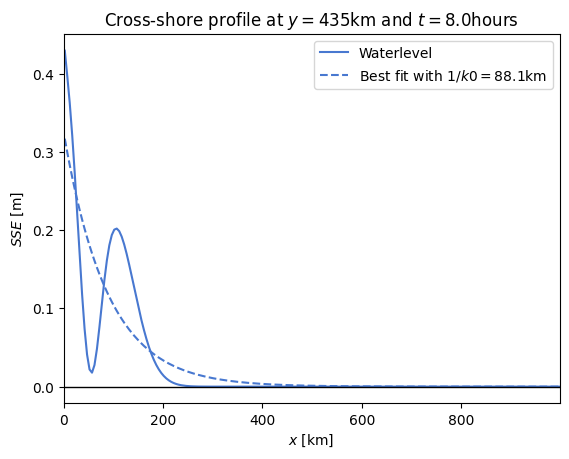 Cross-shore profile at y = 435km and t = 8.0hours
Waterlevel
Best fit with 1/k0 = 88.1km
SSE [m]
0.4
0.3
0.2
0.1
0.0
0 200 400 600 800
x [km]